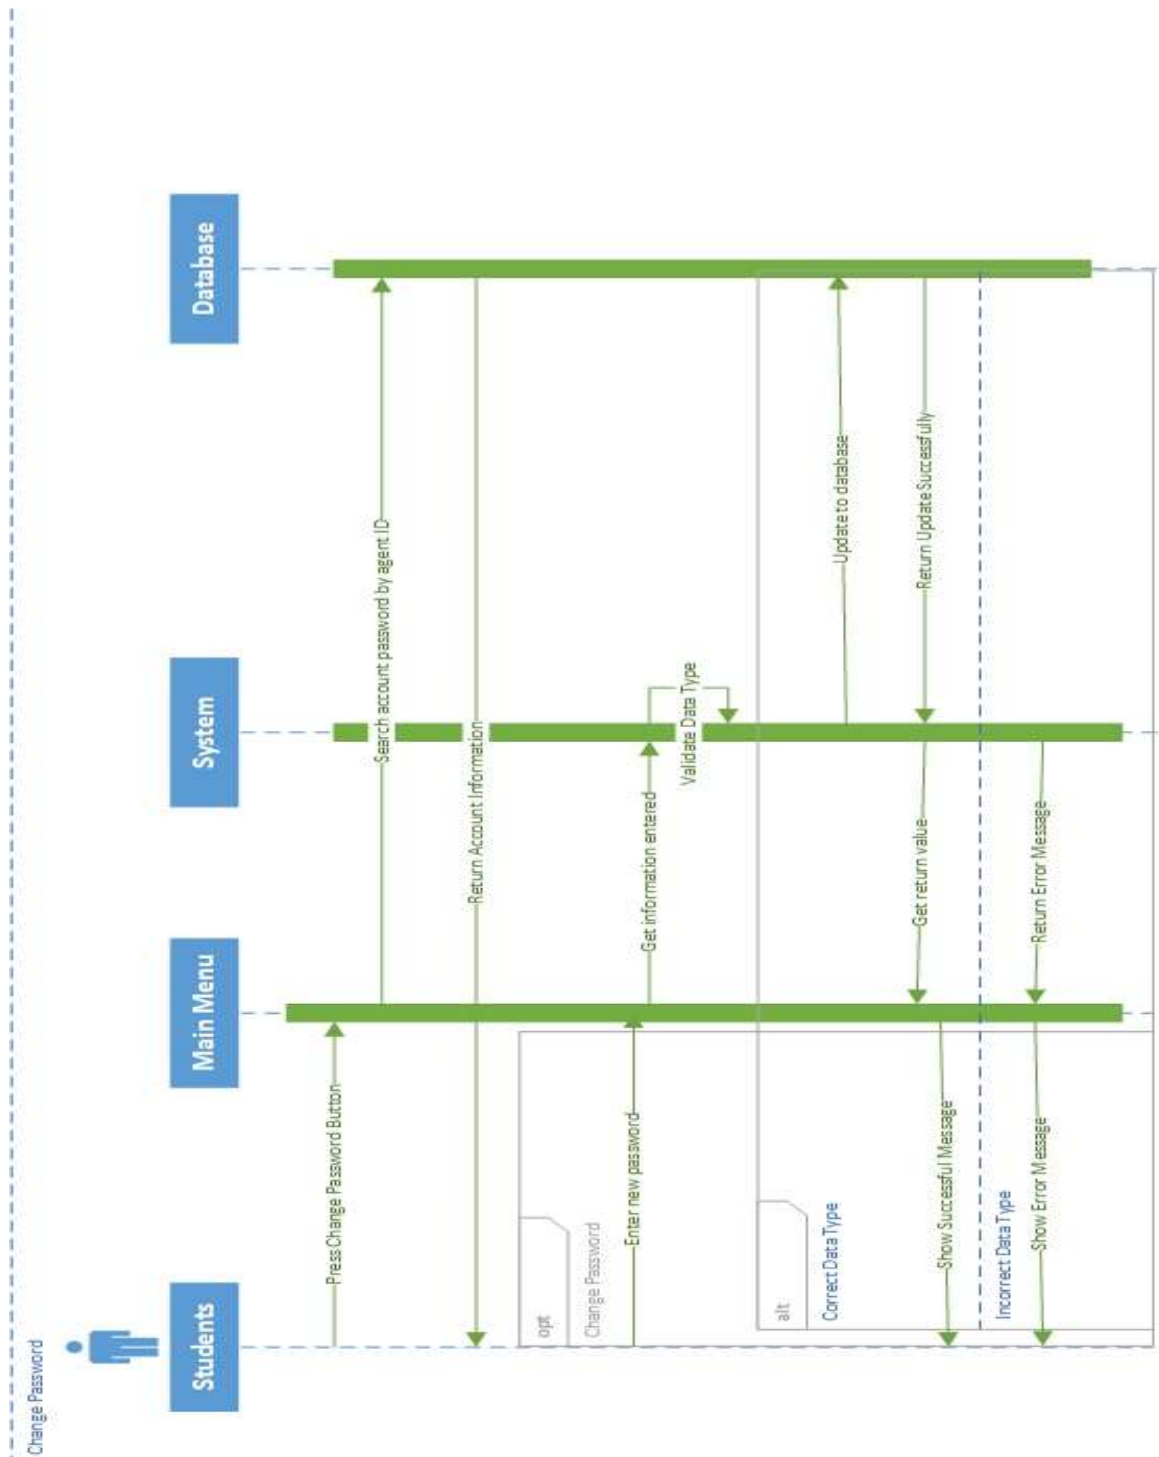 Change Password
Students
Main Menu
System
Database
Press Change Password Button
Search account password by agent ID
Return Account Information
opt
Change Password
Enter new password
Get information entered
Validate Data Type
alt
Correct Data Type
Update to database
Return Update Successfully
Get return value
Show Successful Message
Incorrect Data Type
Return Error Message
Show Error Message